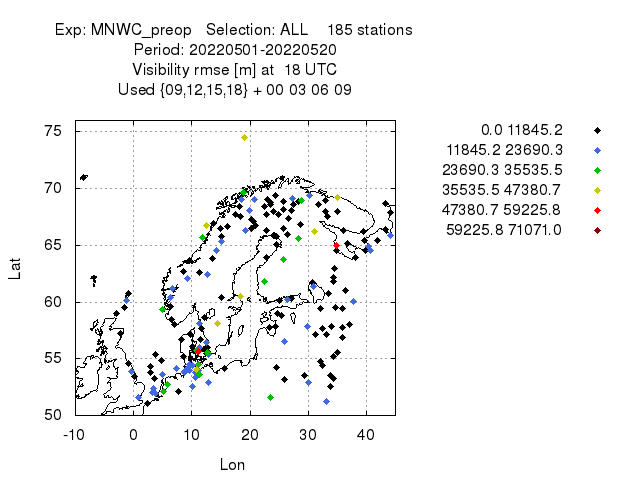 Exp: MNWC_preop Selection: ALL 185 stations
Period: 20220501-20220520
Visibility rmse [m] at 18 UTC
Used {09,12,15,18} + 00 03 06 09
0.0 11845.2
11845.2 23690.3
23690.3 35535.5
35535.5 47380.7
47380.7 59225.8
59225.8 71071.0
75
70
65
60
55
50
Lat
-10 0 10 20 30 40
Lon